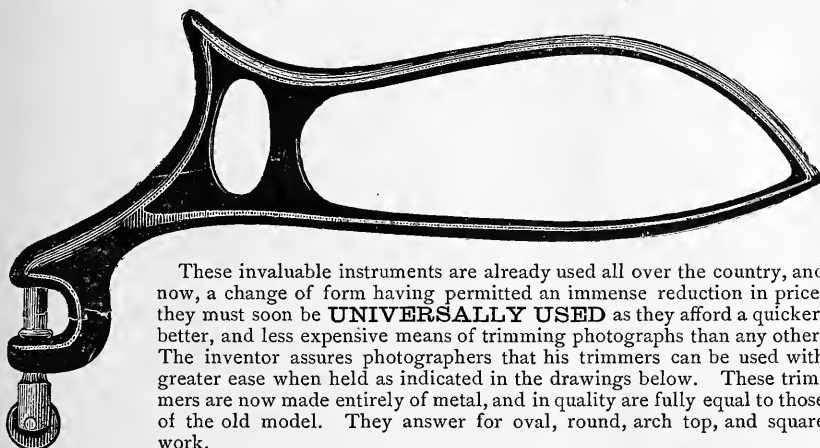 These invaluable instruments are already used all over the country, and
now, a change of form having permitted an immense reduction in price
they must soon be UNIVERSALLY USED as they afford a quicker
better, and less expensive means of trimming photographs than any other
The inventor assures photographers that his trimmers can be used with
greater ease when held as indicated in the drawings below. These trim
mers are now made entirely of metal, and in quality are fully equal to those
of the old model. They answer for oval, round, arch top, and square
work.